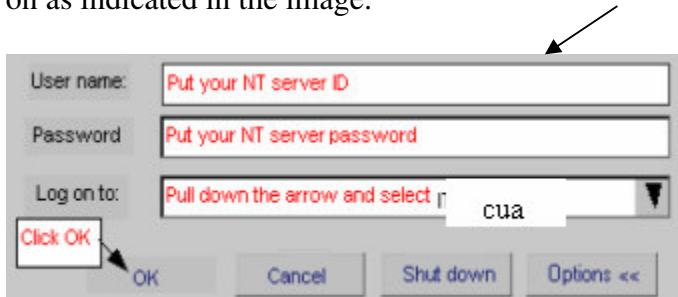 on as indicated in the image.
User name: Put your NT server ID
Password Put your NT server password
Log on to: Pull down the arrow and select cua
Click OK
OK Cancel Shut down Options <<